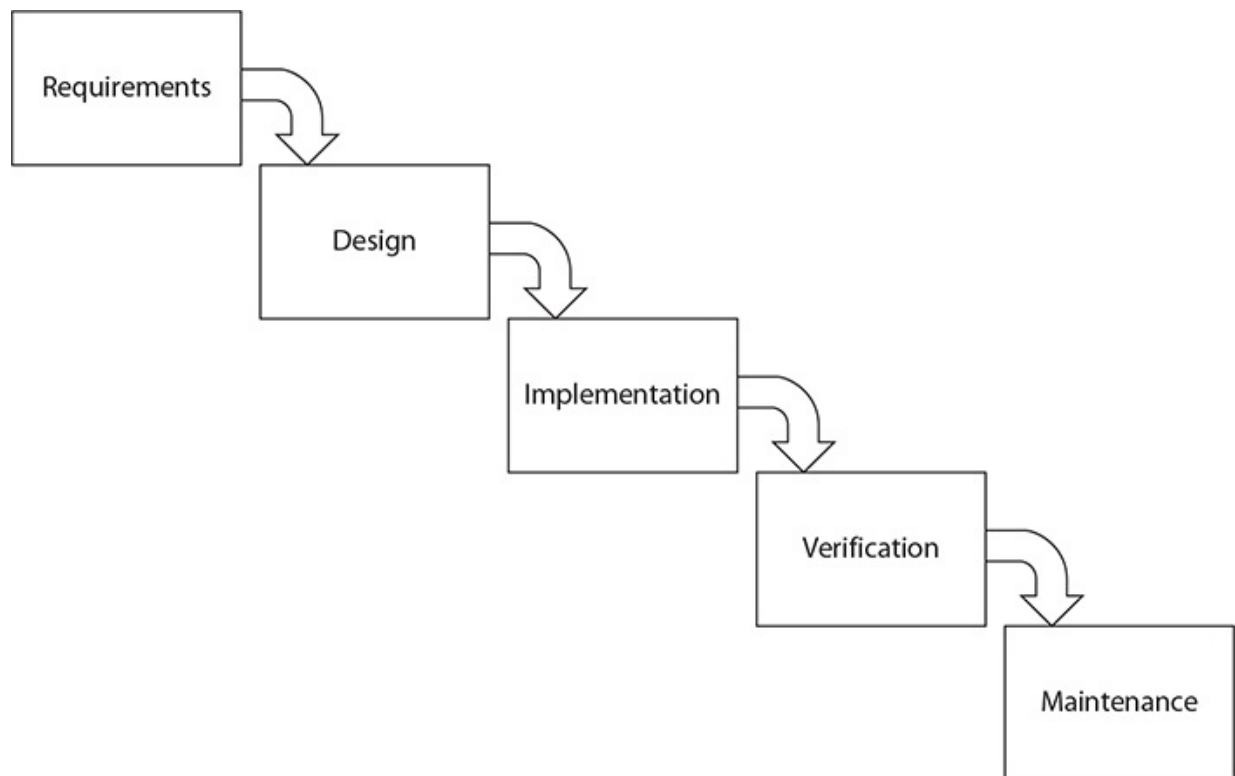 Requirements
Design
Implementation
Verification
Maintenance